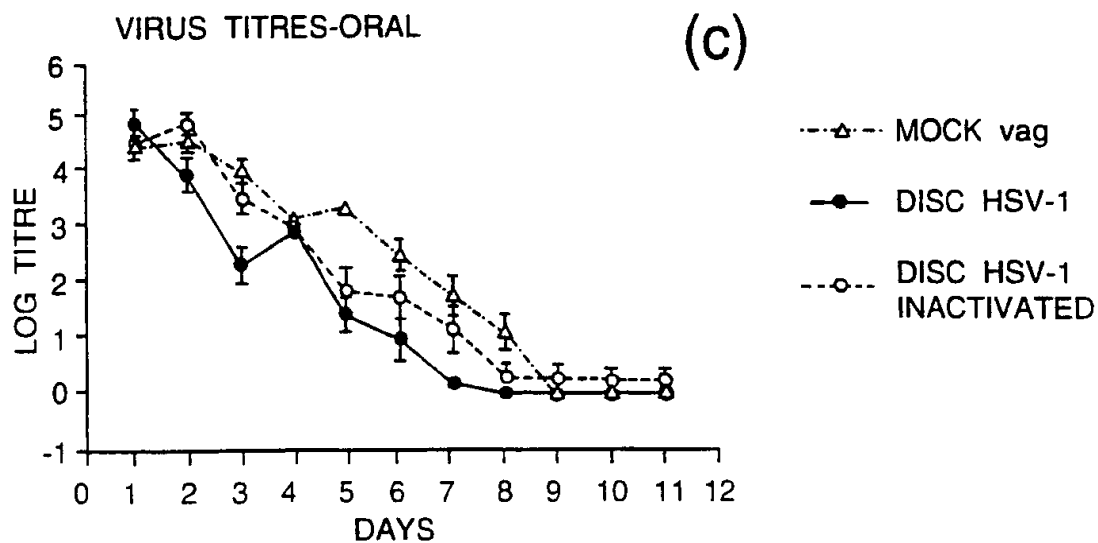 VIRUS TITRES-ORAL
(c)
6
5
4
3
2
1
0
-1
LOG TITRE
0 1 2 3 4 5 6 7 8 9 10 11 12
DAYS
MOCK vag
DISC HSV-1
DISC HSV-1
INACTIVATED